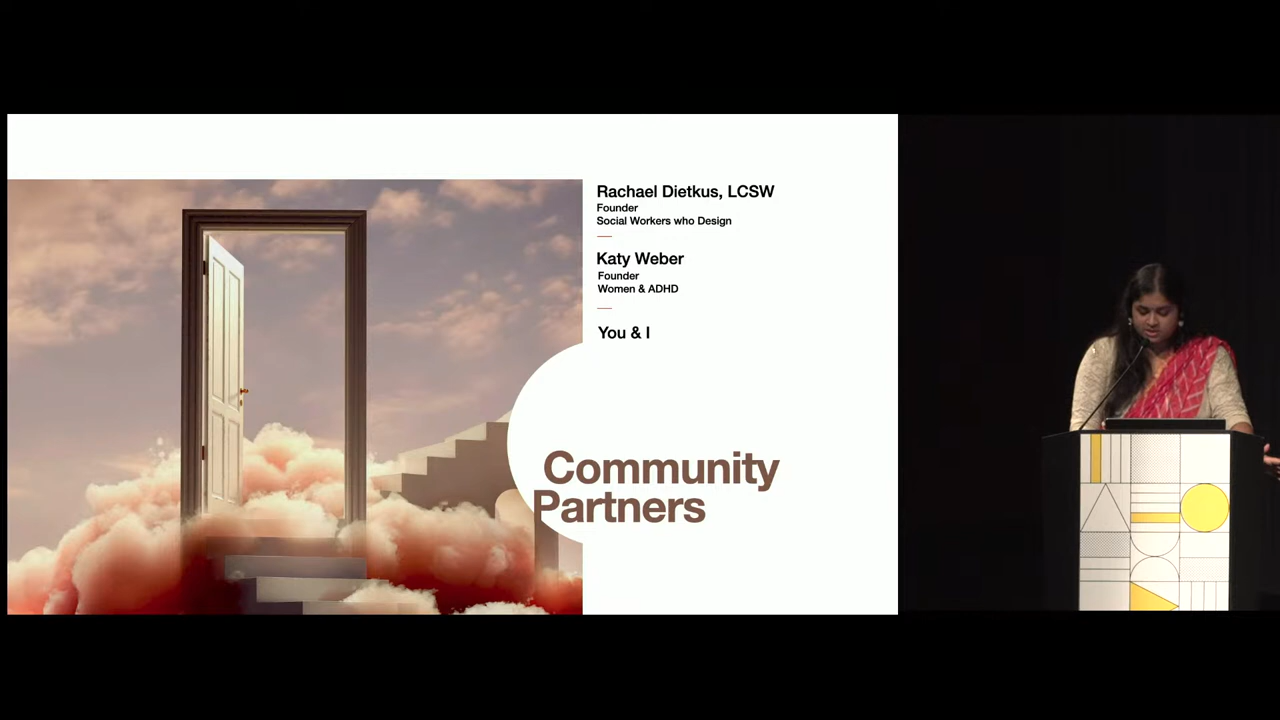 Rachael Dietkus, LCSW
Founder
Social Workers who Design
Katy Weber
Founder
Women & ADHD
You & I
Community
Partners